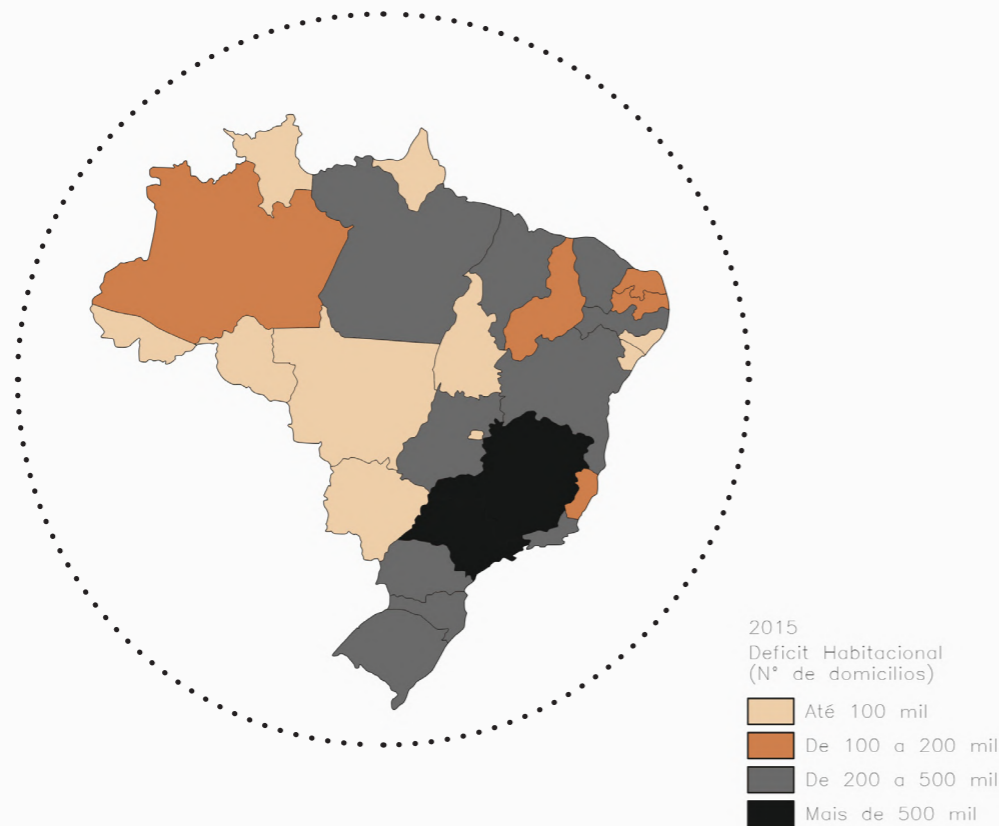 2015
Deficit Habitacional
(N° de domicilios)
Até 100 mil
De 100 a 200 mil
De 200 a 500 mil
Mais de 500 mil